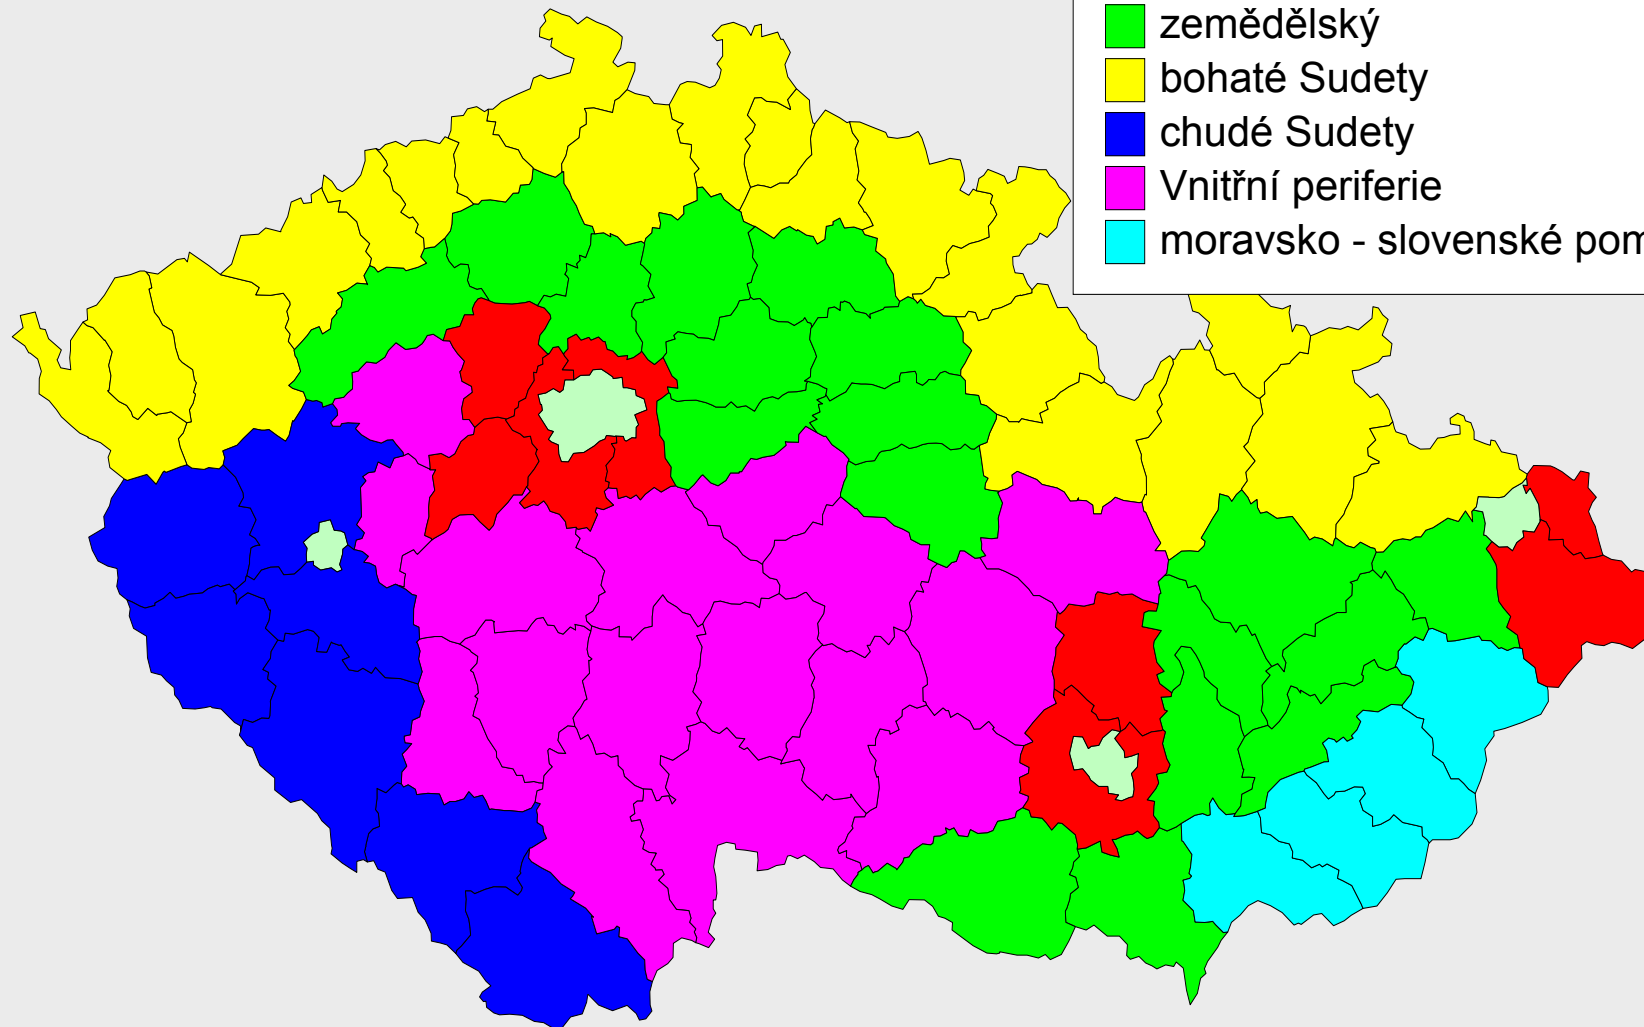 zemědělský
bohaté Sudety
chudé Sudety
Vnitřní periferie
moravsko - slovenské pom